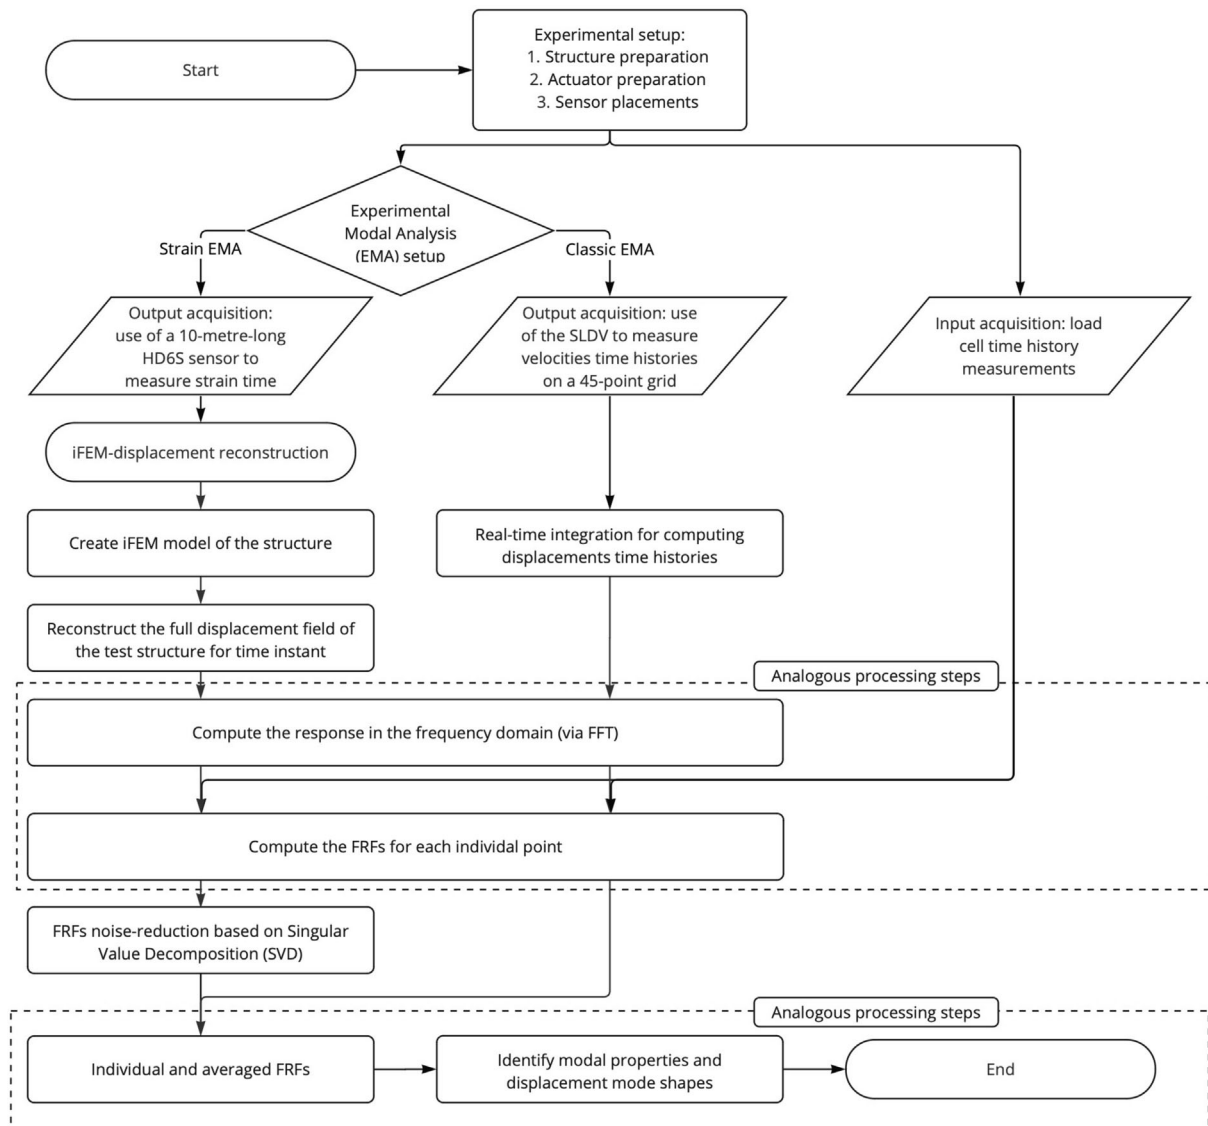 Start
Experimental setup:
1. Structure preparation
2. Actuator preparation
3. Sensor placements
Experimental
Modal Analysis
(EMA) setup
Strain EMA
Classic EMA
Output acquisition:
use of a 10-metre-long
HD6S sensor to
measure strain time
Output acquisition: use
of the SLDV to measure
velocities time histories
on a 45-point grid
Input acquisition: load
cell time history
measurements
iFEM-displacement reconstruction
Create iFEM model of the structure
Real-time integration for computing
displacements time histories
Reconstruct the full displacement field of
the test structure for time instant
Analogous processing steps
Compute the response in the frequency domain (via FFT)
Compute the FRFs for each individal point
FRFs noise-reduction based on Singular
Value Decomposition (SVD)
Analogous processing steps
Individual and averaged FRFs
Identify modal properties and
displacement mode shapes
End